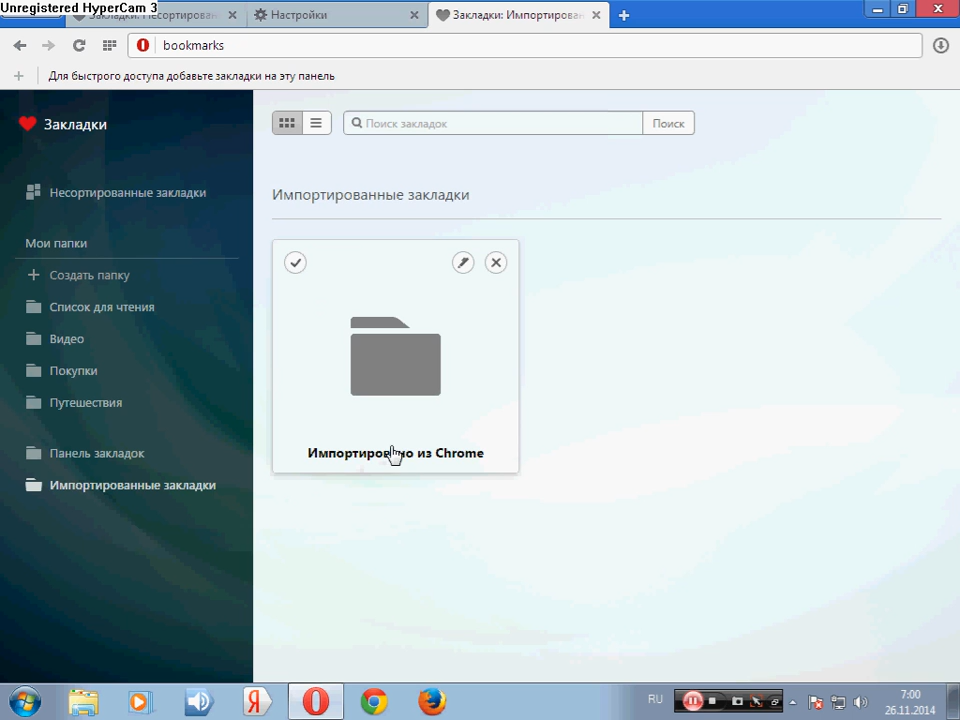 Unregistered HyperCam 3
Закладки: Несортирован
Настройки
Закладки: Импортирован
bookmarks
Для быстрого доступа добавьте закладки на эту панель
Закладки
Поиск закладок
Поиск
Несортированные закладки
Импортированные закладки
Мои папки
Создать папку
Список для чтения
Видео
Покупки
Путешествия
Импортировано из Chrome
Панель закладок
Импортированные закладки
RU
7:00
26.11.2014